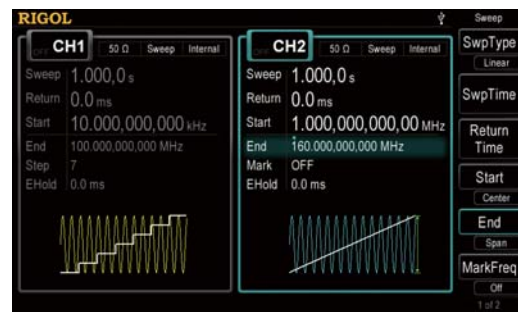 RIGOL
Sweep
OFF CH1 50 Ω Sweep Internal
Sweep 1.000,0 s
Return 0.0 ms
Start 10.000,000,000 kHz
End 100.000,000,000 MHz
Step 7
EHold 0.0 ms
OFF CH2 50 Ω Sweep Internal
Sweep 1.000,0 s
Return 0.0 ms
Start 1.000,000,000,00 MHz
End 160.000,000,000 MHz
Mark OFF
EHold 0.0 ms
SwpType
Linear
SwpTime
Return
Time
Start
Center
End
Span
MarkFreq
Off
1 of 2